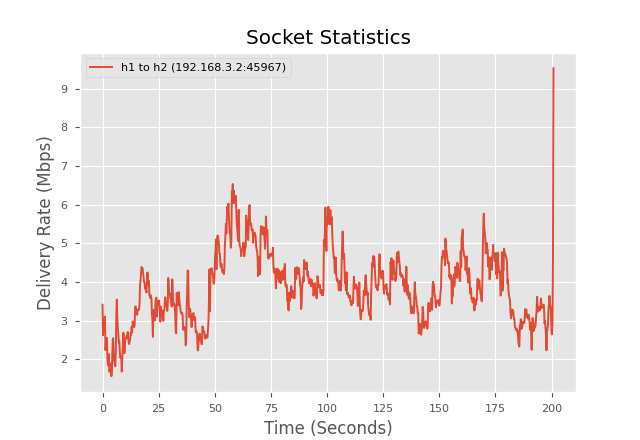 Socket Statistics
h1 to h2 (192.168.3.2:45967)
Delivery Rate (Mbps)
9
8
7
6
5
4
3
2
0 25 50 75 100 125 150 175 200
Time (Seconds)